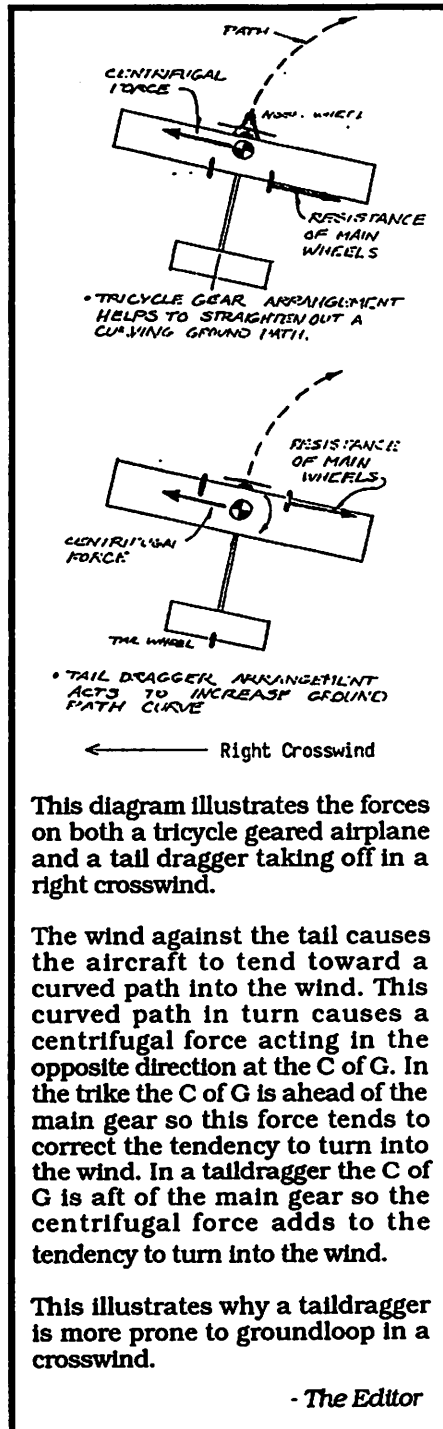 PATH
CENTRIFUGAL
FORCE
WHEEL
RESISTANCE
OF MAIN
WHEELS
• TRICYCLE GEAR ARRANGEMENT
HELPS TO STRAIGHTEN OUT A
CURVING GROUND PATH.
RESISTANCE
OF MAIN
WHEELS
CENTRIFUGAL
FORCE
TAIL WHEEL
• TAIL DRAGGER ARRANGEMENT
ACTS TO INCREASE GROUND
PATH CURVE
Right Crosswind
This diagram illustrates the forces
on both a tricycle geared airplane
and a tail dragger taking off in a
right crosswind.
The wind against the tail causes
the aircraft to tend toward a
curved path into the wind. This
curved path in turn causes a
centrifugal force acting in the
opposite direction at the C of G. In
the trike the C of G is ahead of the
main gear so this force tends to
correct the tendency to turn into
the wind. In a taildragger the C of
G is aft of the main gear so the
centrifugal force adds to the
tendency to turn into the wind.
This illustrates why a taildragger
is more prone to groundloop in a
crosswind.
- The Editor